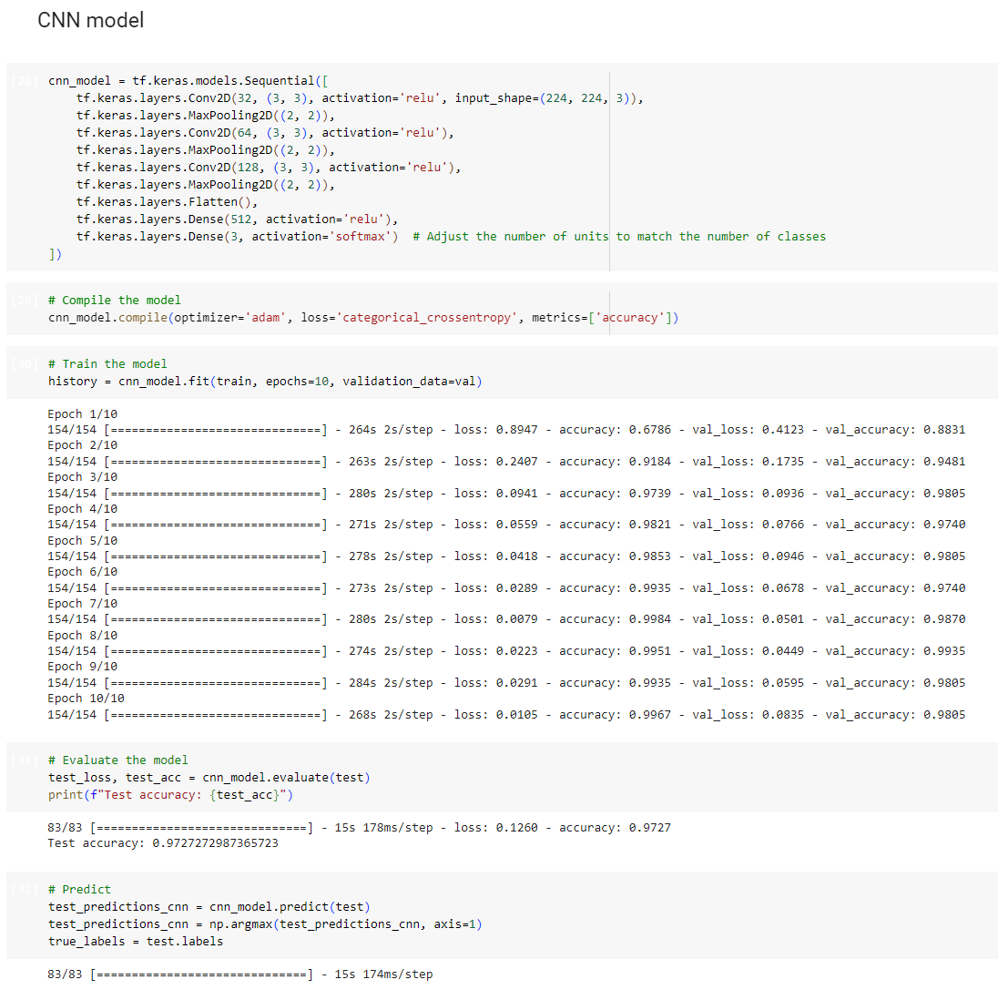 CNN model
[28] cnn_model = tf.keras.models.Sequential([
    tf.keras.layers.Conv2D(32, (3, 3), activation='relu', input_shape=(224, 224, 3)),
    tf.keras.layers.MaxPooling2D((2, 2)),
    tf.keras.layers.Conv2D(64, (3, 3), activation='relu'),
    tf.keras.layers.MaxPooling2D((2, 2)),
    tf.keras.layers.Conv2D(128, (3, 3), activation='relu'),
    tf.keras.layers.MaxPooling2D((2, 2)),
    tf.keras.layers.Flatten(),
    tf.keras.layers.Dense(512, activation='relu'),
    tf.keras.layers.Dense(3, activation='softmax')  # Adjust the number of units to match the number of classes
])
[29] # Compile the model
cnn_model.compile(optimizer='adam', loss='categorical_crossentropy', metrics=['accuracy'])
[30] # Train the model
history = cnn_model.fit(train, epochs=10, validation_data=val)
Epoch 1/10
154/154 [==============================] - 264s 2s/step - loss: 0.8947 - accuracy: 0.6786 - val_loss: 0.4123 - val_accuracy: 0.8831
Epoch 2/10
154/154 [==============================] - 263s 2s/step - loss: 0.2407 - accuracy: 0.9184 - val_loss: 0.1735 - val_accuracy: 0.9481
Epoch 3/10
154/154 [==============================] - 280s 2s/step - loss: 0.0941 - accuracy: 0.9739 - val_loss: 0.0936 - val_accuracy: 0.9805
Epoch 4/10
154/154 [==============================] - 271s 2s/step - loss: 0.0559 - accuracy: 0.9821 - val_loss: 0.0766 - val_accuracy: 0.9740
Epoch 5/10
154/154 [==============================] - 278s 2s/step - loss: 0.0418 - accuracy: 0.9853 - val_loss: 0.0946 - val_accuracy: 0.9805
Epoch 6/10
154/154 [==============================] - 273s 2s/step - loss: 0.0289 - accuracy: 0.9935 - val_loss: 0.0678 - val_accuracy: 0.9740
Epoch 7/10
154/154 [==============================] - 280s 2s/step - loss: 0.0079 - accuracy: 0.9984 - val_loss: 0.0501 - val_accuracy: 0.9870
Epoch 8/10
154/154 [==============================] - 274s 2s/step - loss: 0.0223 - accuracy: 0.9951 - val_loss: 0.0449 - val_accuracy: 0.9935
Epoch 9/10
154/154 [==============================] - 284s 2s/step - loss: 0.0291 - accuracy: 0.9935 - val_loss: 0.0595 - val_accuracy: 0.9805
Epoch 10/10
154/154 [==============================] - 268s 2s/step - loss: 0.0105 - accuracy: 0.9967 - val_loss: 0.0835 - val_accuracy: 0.9805
[31] # Evaluate the model
test_loss, test_acc = cnn_model.evaluate(test)
print(f"Test accuracy: {test_acc}")
83/83 [==============================] - 15s 178ms/step - loss: 0.1260 - accuracy: 0.9727
Test accuracy: 0.9727272987365723
[32] # Predict
test_predictions_cnn = cnn_model.predict(test)
test_predictions_cnn = np.argmax(test_predictions_cnn, axis=1)
true_labels = test.labels
83/83 [==============================] - 15s 174ms/step